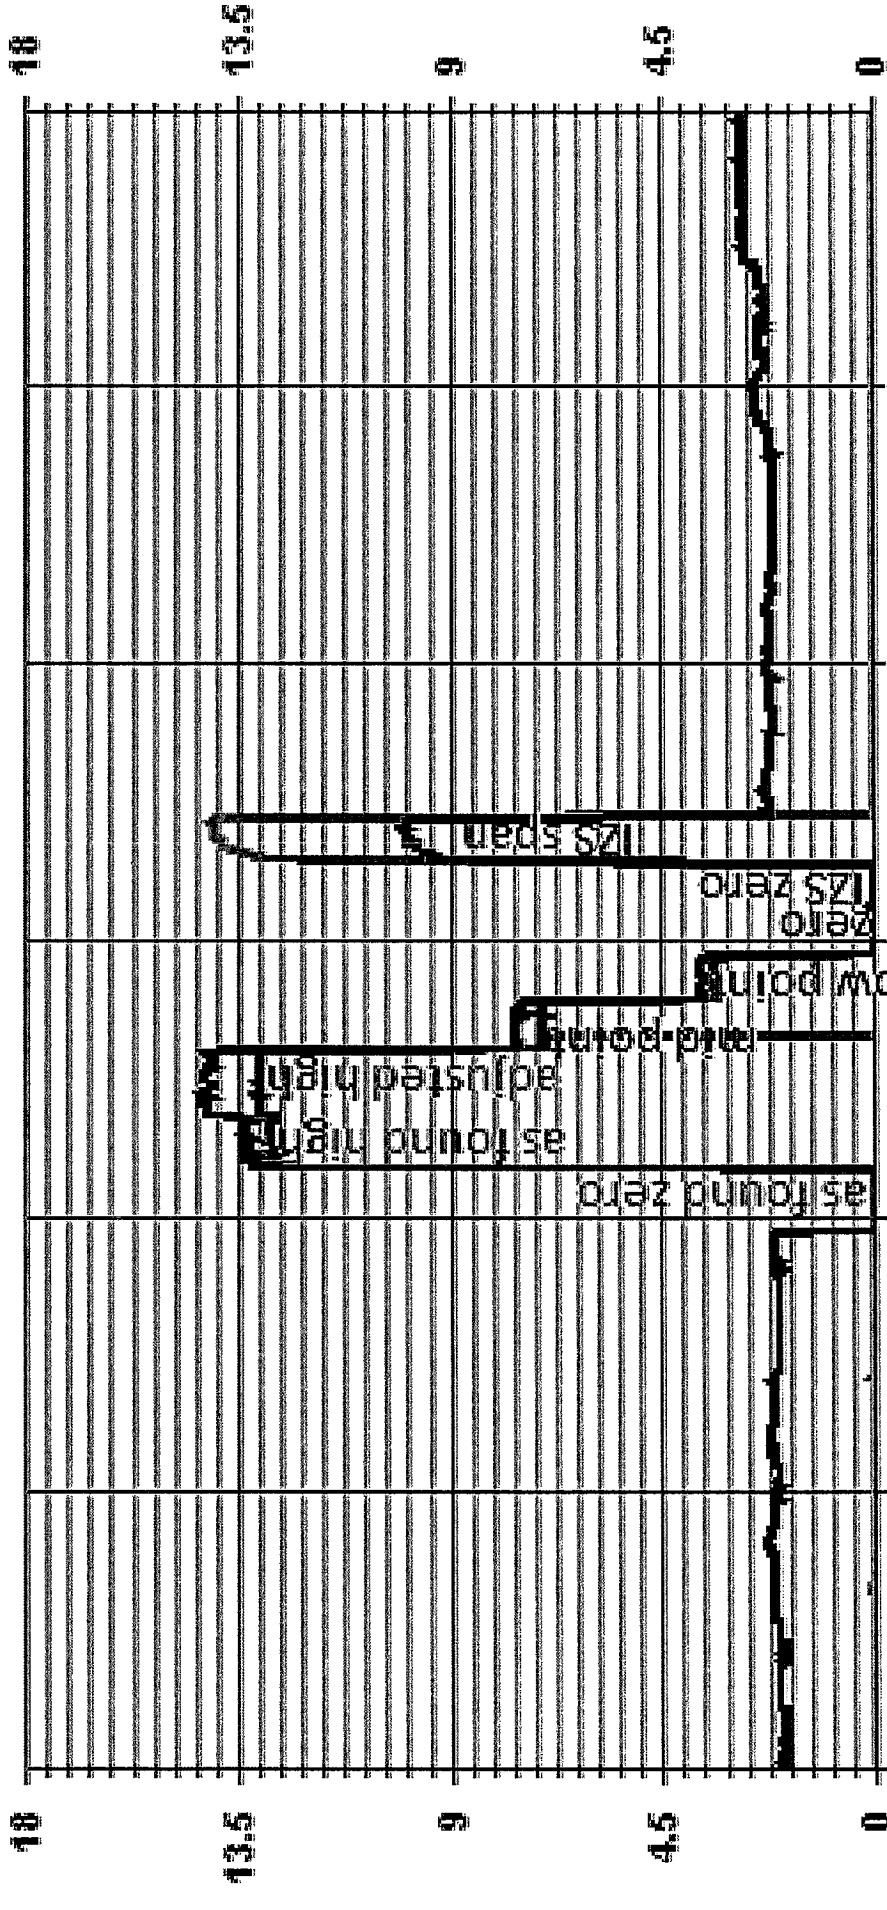 18
13.5
9
4.5
0
as found zero
as found high
adjusted high
mid-point
ow point
zero
IZS zero
IZS span
18
13.5
9
4.5
0